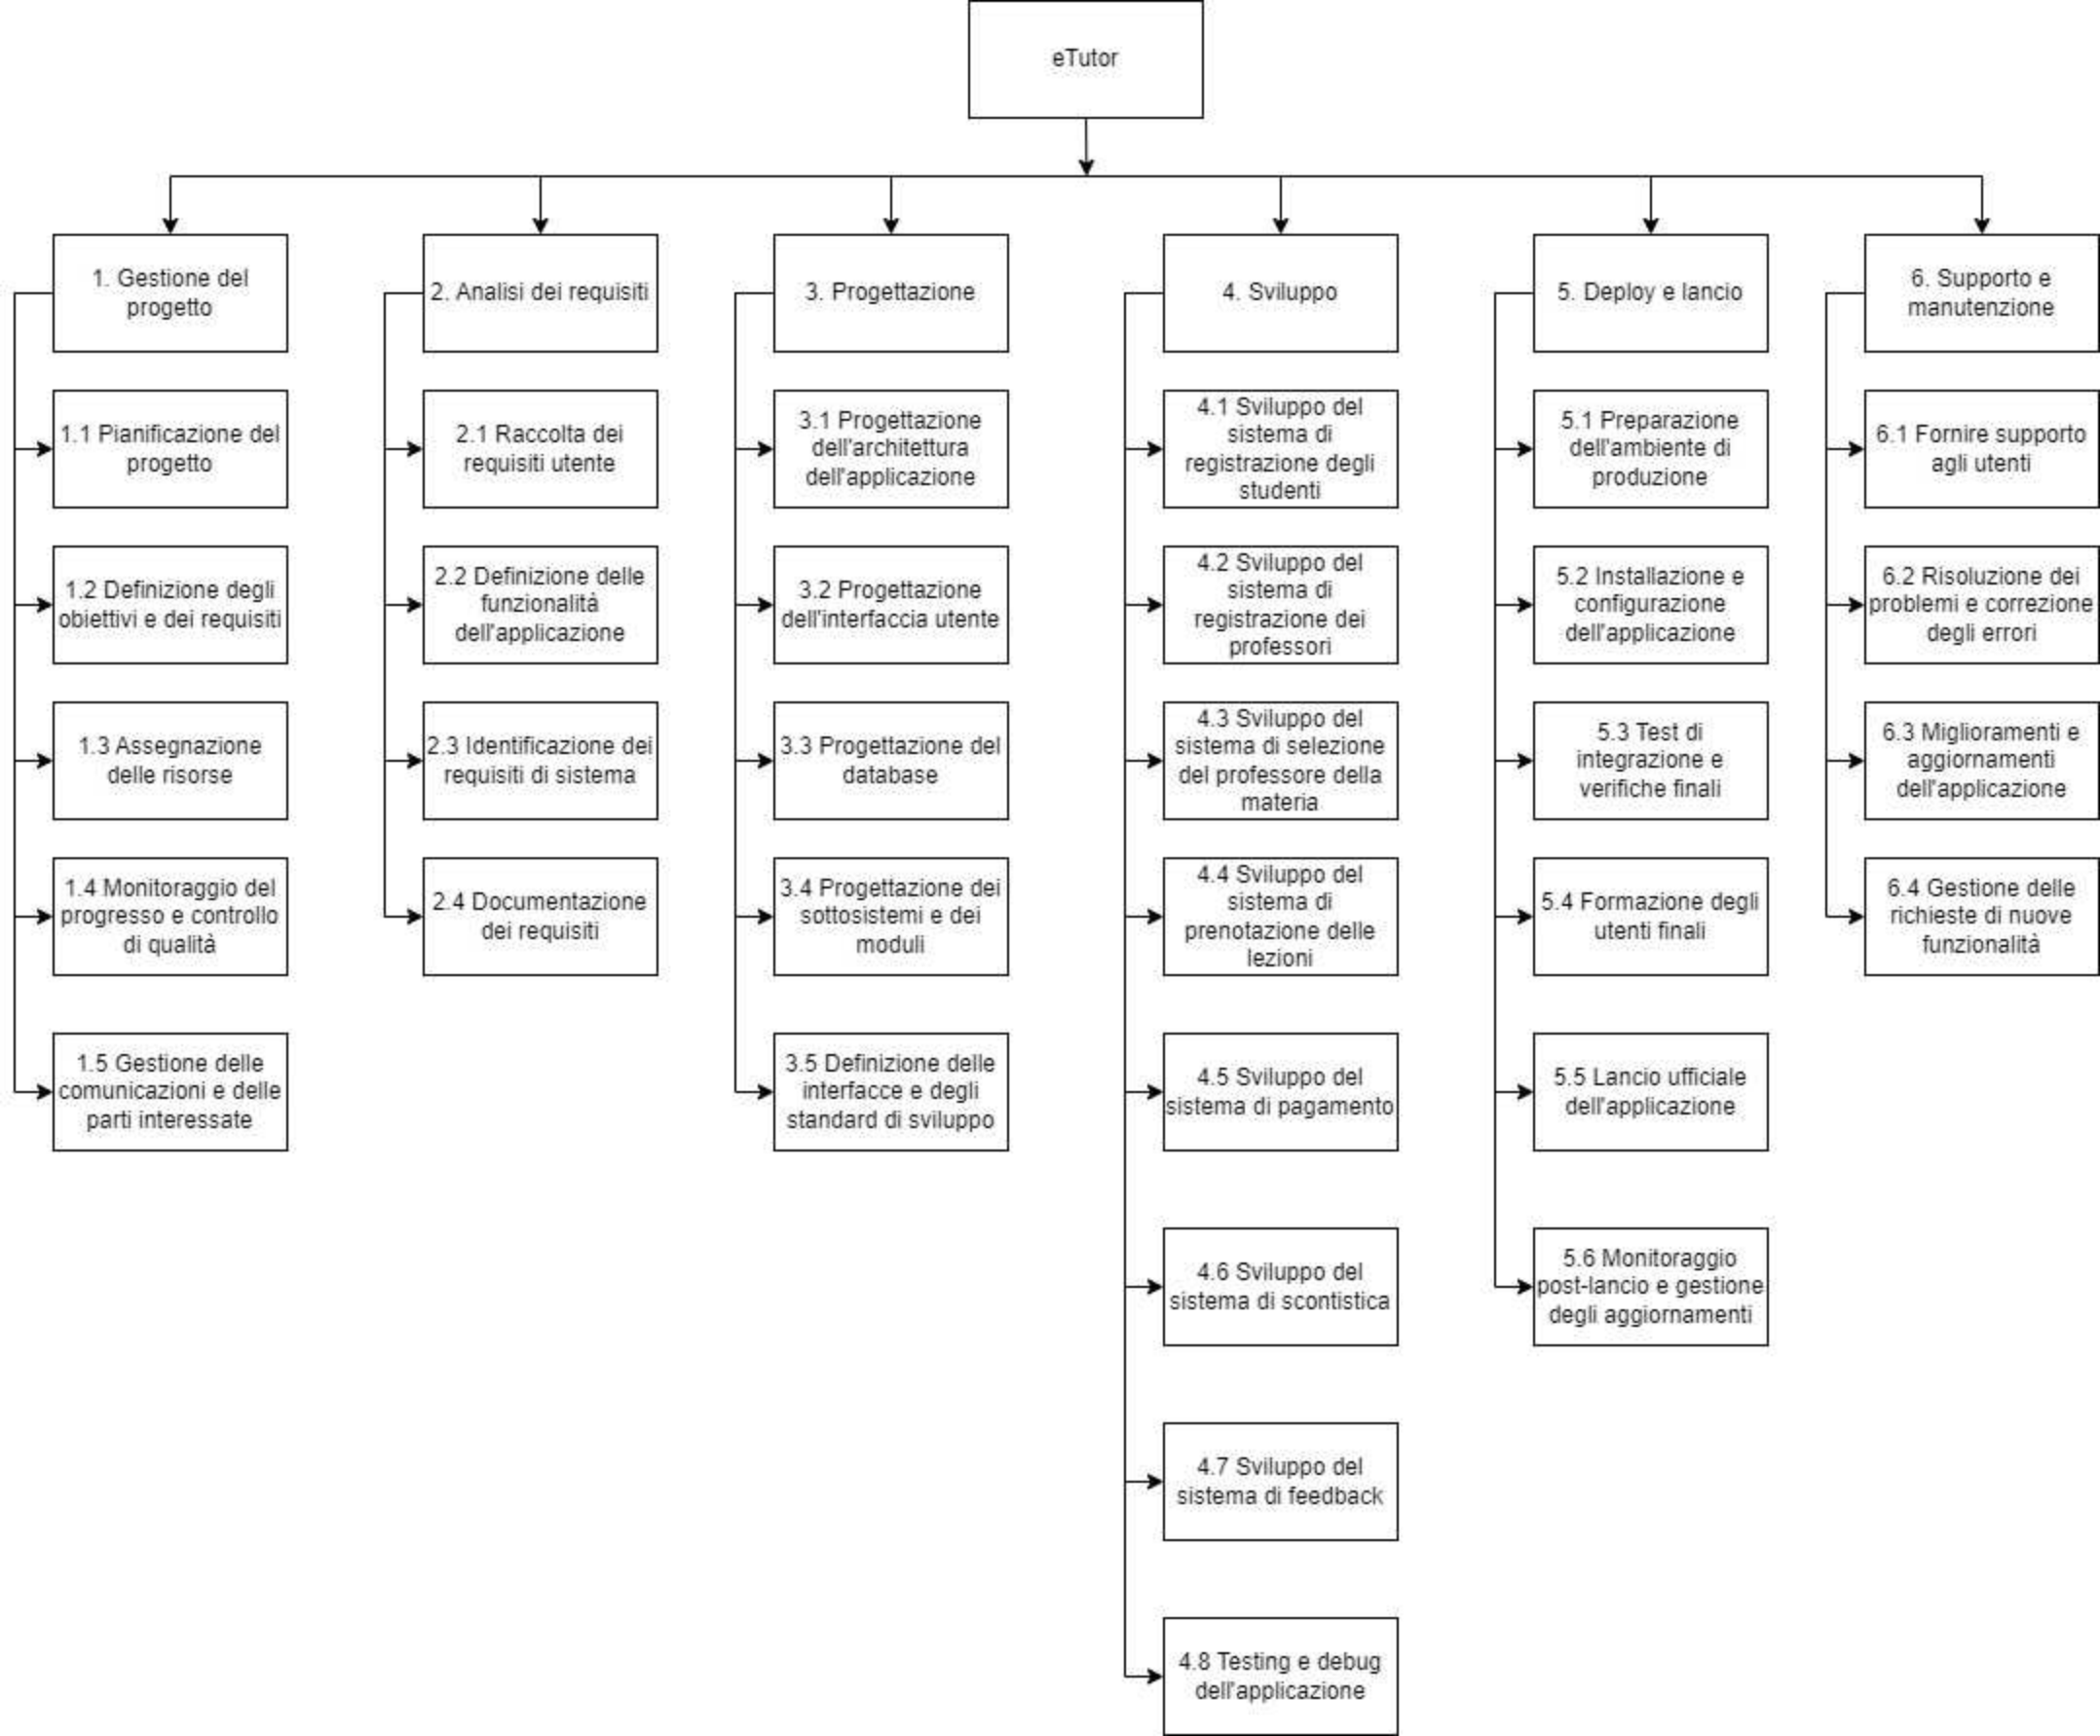 eTutor
1. Gestione del
progetto
1.1 Pianificazione del
progetto
1.2 Definizione degli
obiettivi e dei requisiti
1.3 Assegnazione
delle risorse
1.4 Monitoraggio del
progresso e controllo
di qualità
1.5 Gestione delle
comunicazioni e delle
parti interessate
2. Analisi dei requisiti
2.1 Raccolta dei
requisiti utente
2.2 Definizione delle
funzionalità
dell'applicazione
2.3 Identificazione dei
requisiti di sistema
2.4 Documentazione
dei requisiti
3. Progettazione
3.1 Progettazione
dell'architettura
dell'applicazione
3.2 Progettazione
dell'interfaccia utente
3.3 Progettazione del
database
3.4 Progettazione dei
sottosistemi e dei
moduli
3.5 Definizione delle
interfacce e degli
standard di sviluppo
4. Sviluppo
4.1 Sviluppo del
sistema di
registrazione degli
studenti
4.2 Sviluppo del
sistema di
registrazione dei
professori
4.3 Sviluppo del
sistema di selezione
del professore della
materia
4.4 Sviluppo del
sistema di
prenotazione delle
lezioni
4.5 Sviluppo del
sistema di pagamento
4.6 Sviluppo del
sistema di scontistica
4.7 Sviluppo del
sistema di feedback
4.8 Testing e debug
dell'applicazione
5. Deploy e lancio
5.1 Preparazione
dell'ambiente di
produzione
5.2 Installazione e
configurazione
dell'applicazione
5.3 Test di
integrazione e
verifiche finali
5.4 Formazione degli
utenti finali
5.5 Lancio ufficiale
dell'applicazione
5.6 Monitoraggio
post-lancio e gestione
degli aggiornamenti
6. Supporto e
manutenzione
6.1 Fornire supporto
agli utenti
6.2 Risoluzione dei
problemi e correzione
degli errori
6.3 Miglioramenti e
aggiornamenti
dell'applicazione
6.4 Gestione delle
richieste di nuove
funzionalità